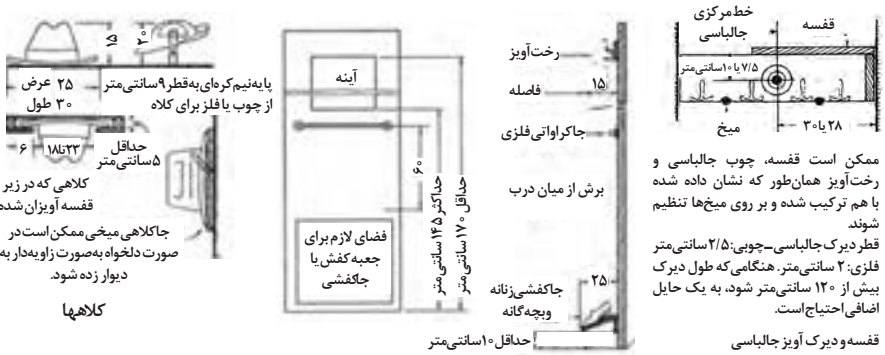 خط مرکزی
جالباسی
قفسه
۷/۵ یا ۱۰ سانتی‌متر
میخ
۲۸ یا ۳۰
ممکن است قفسه، چوب جالباسی و
رخت‌آویز همان‌طور که نشان داده شده
با هم ترکیب شده و بر روی میخ‌ها تنظیم
شوند.
قطر دیرک جالباسی_چوبی: ۲/۵ سانتی‌متر
فلزی: ۲ سانتی‌متر. هنگامی‌که طول دیرک
بیش از ۱۲۰ سانتی‌متر شود، به یک حایل
اضافی احتیاج است.
قفسه و دیرک آویز جالباسی
رخت‌آویز
۱۵
فاصله
جاکراواتی فلزی
برش از میان درب
۲۵
جاکفشی زنانه
وبچه‌گانه
حداقل ۱۰ سانتی‌متر
آینه
۶۰
حداکثر ۱۴۵ سانتی‌متر
حداقل ۱۷۰ سانتی‌متر
فضای لازم برای
جعبه کفش یا
جاکفشی
۱۵
۲۰
۲۵ عرض
۳۰ طول
پایه نیم‌کره‌ای به قطر ۹ سانتی‌متر
از چوب یا فلز برای کلاه
۶
۱۸تا۲۳
حداقل
۵ سانتی‌متر
کلاهی که در زیر
قفسه آویزان شده
جاکلاهی میخی ممکن است در
صورت دلخواه به‌صورت زاویه‌دار به
دیوار زده شود.
کلاهها